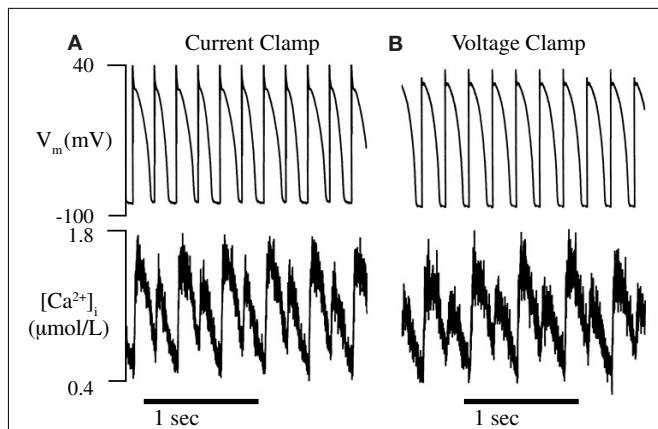 A Current Clamp
B Voltage Clamp
40
Vm(mV)
-100
1.8
[Ca²⁺]i
(μmol/L)
0.4
1 sec
1 sec